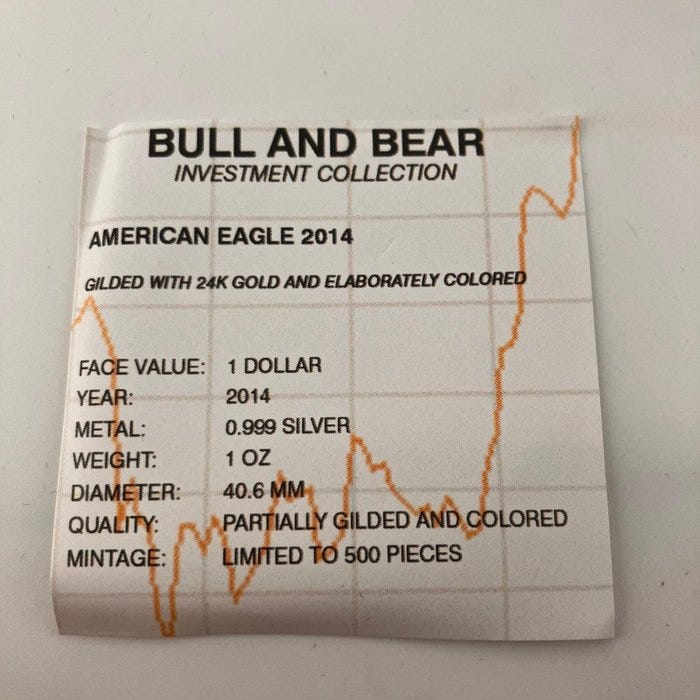 BULL AND BEAR
INVESTMENT COLLECTION
AMERICAN EAGLE 2014
GILDED WITH 24K GOLD AND ELABORATELY COLORED
FACE VALUE: 1 DOLLAR
YEAR: 2014
METAL: 0.999 SILVER
WEIGHT: 1 OZ
DIAMETER: 40.6 MM
QUALITY: PARTIALLY GILDED AND COLORED
MINTAGE: LIMITED TO 500 PIECES